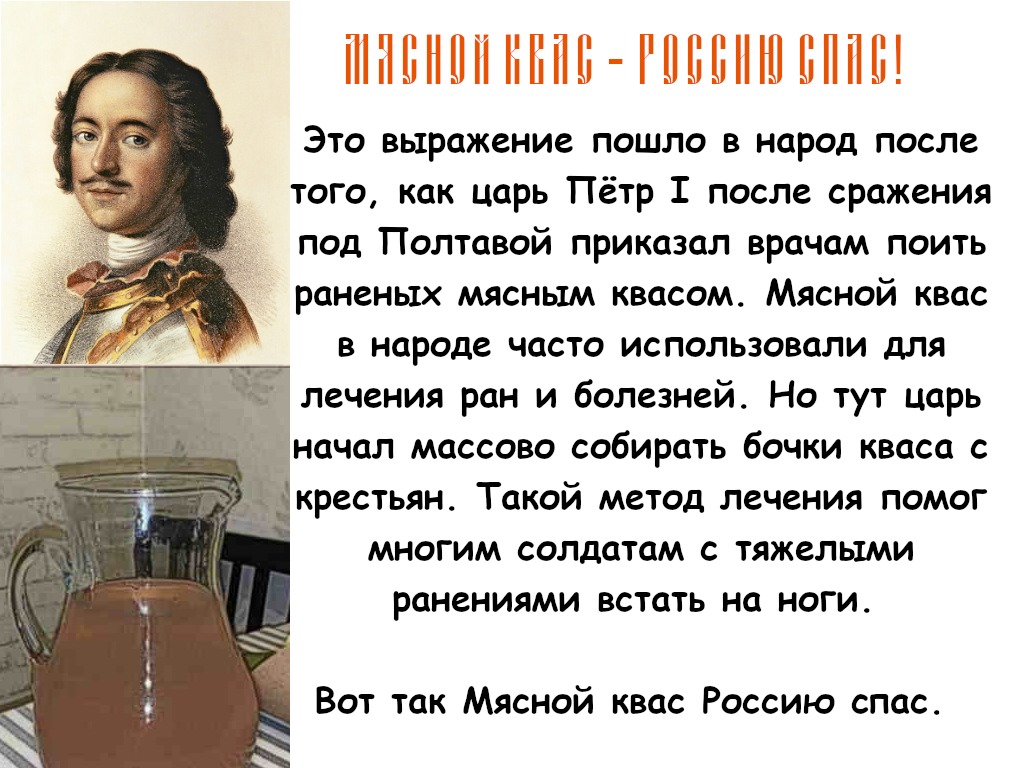 МЯСНОЙ КВАС - РОССИЮ СПАС!
Это выражение пошло в народ после
того, как царь Пётр I после сражения
под Полтавой приказал врачам поить
раненых мясным квасом. Мясной квас
в народе часто использовали для
лечения ран и болезней. Но тут царь
начал массово собирать бочки кваса с
крестьян. Такой метод лечения помог
многим солдатам с тяжелыми
ранениями встать на ноги.
Вот так Мясной квас Россию спас.